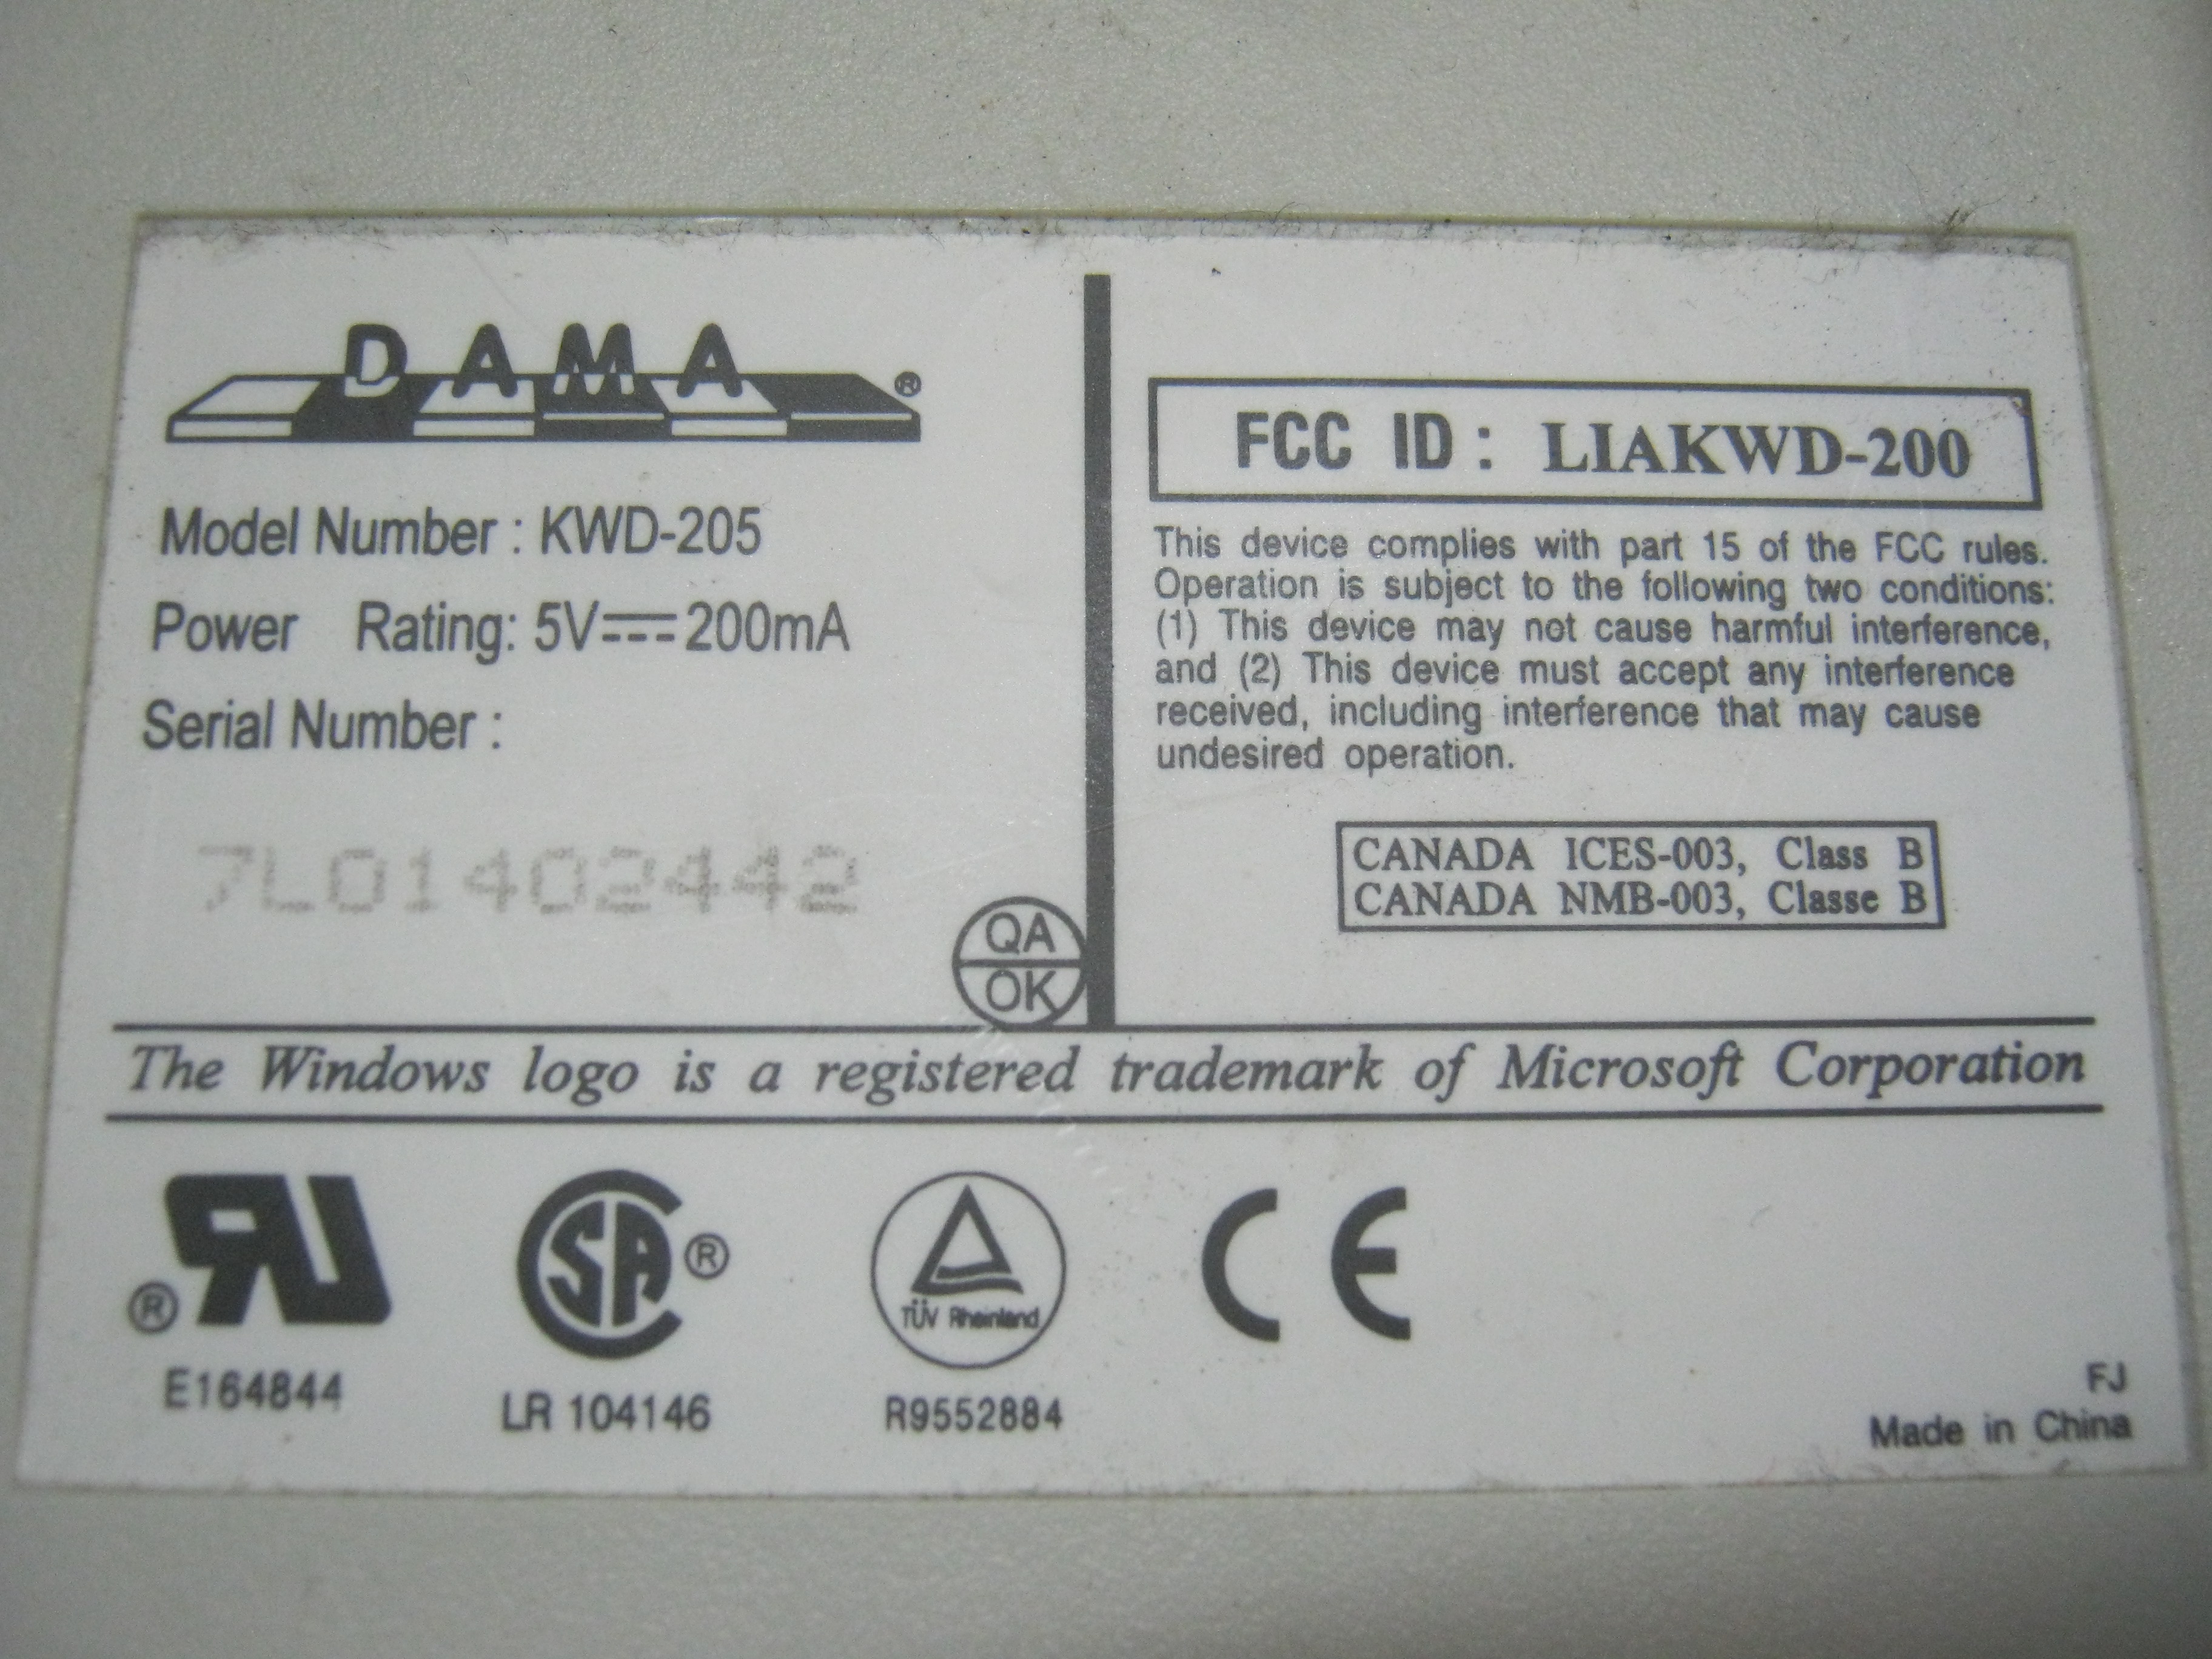 DAMA®
Model Number : KWD-205
Power Rating: 5V⎓200mA
Serial Number :
7L01402442
QA
OK
FCC ID : LIAKWD-200
This device complies with part 15 of the FCC rules.
Operation is subject to the following two conditions:
(1) This device may not cause harmful interference,
and (2) This device must accept any interference
received, including interference that may cause
undesired operation.
CANADA ICES-003, Class B
CANADA NMB-003, Classe B
The Windows logo is a registered trademark of Microsoft Corporation
RU®
E164844
CSA®
LR 104146
TÜV Rheinland
R9552884
CE
FJ
Made in China